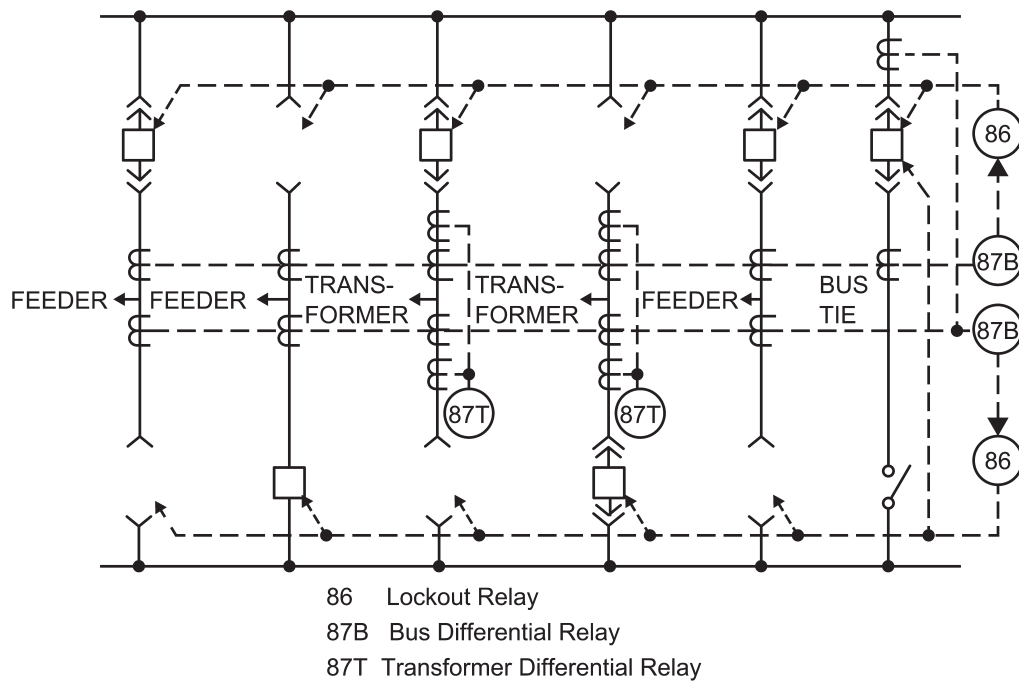 86
87B
FEEDER
FEEDER
TRANS-
FORMER
TRANS-
FORMER
FEEDER
BUS
TIE
87B
87T
87T
86
86 Lockout Relay
87B Bus Differential Relay
87T Transformer Differential Relay